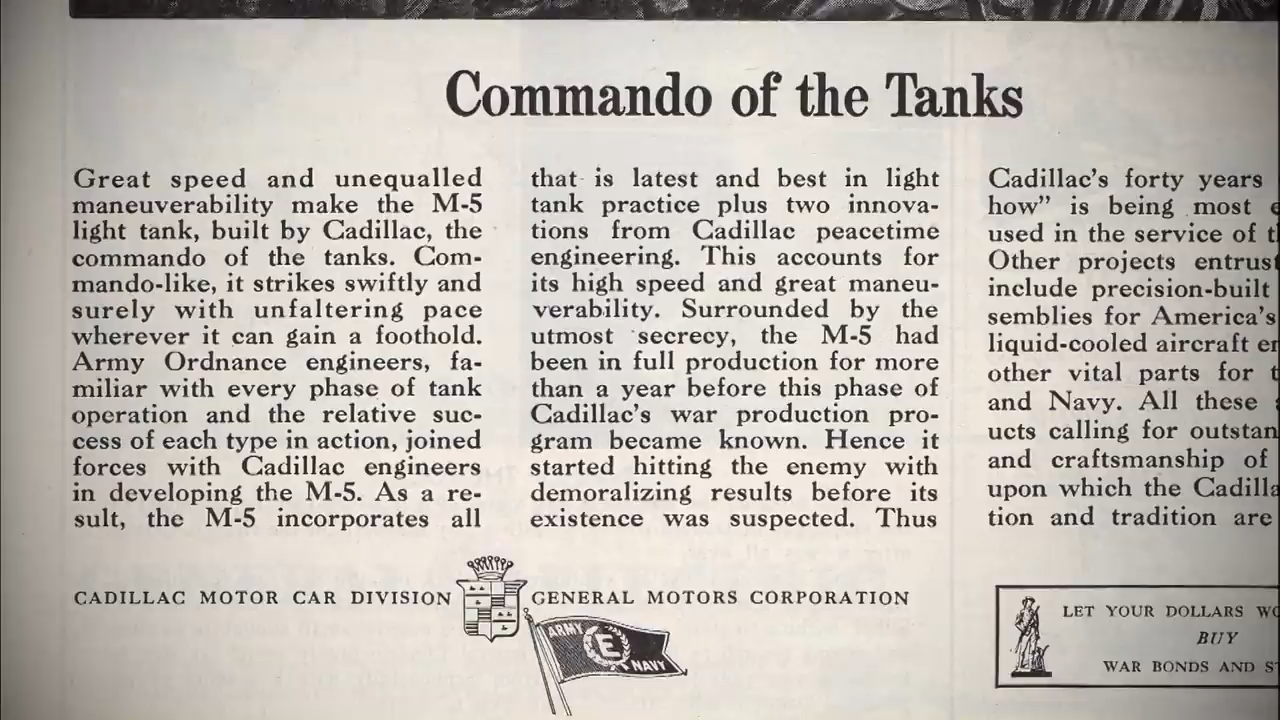 Commando of the Tanks
Great speed and unequalled
maneuverability make the M-5
light tank, built by Cadillac, the
commando of the tanks. Com-
mando-like, it strikes swiftly and
surely with unfaltering pace
wherever it can gain a foothold.
Army Ordnance engineers, fa-
miliar with every phase of tank
operation and the relative suc-
cess of each type in action, joined
forces with Cadillac engineers
in developing the M-5. As a re-
sult, the M-5 incorporates all
that is latest and best in light
tank practice plus two innova-
tions from Cadillac peacetime
engineering. This accounts for
its high speed and great maneu-
verability. Surrounded by the
utmost secrecy, the M-5 had
been in full production for more
than a year before this phase of
Cadillac's war production pro-
gram became known. Hence it
started hitting the enemy with
demoralizing results before its
existence was suspected. Thus
Cadillac's forty years
how" is being most
used in the service of
Other projects entrust
include precision-built
semblies for America's
liquid-cooled aircraft
other vital parts for
and Navy. All these
ucts calling for outstan
and craftsmanship of
upon which the Cadilla
tion and tradition are
CADILLAC MOTOR CAR DIVISION GENERAL MOTORS CORPORATION
ARMY E NAVY
LET YOUR DOLLARS
BUY
WAR BONDS AND